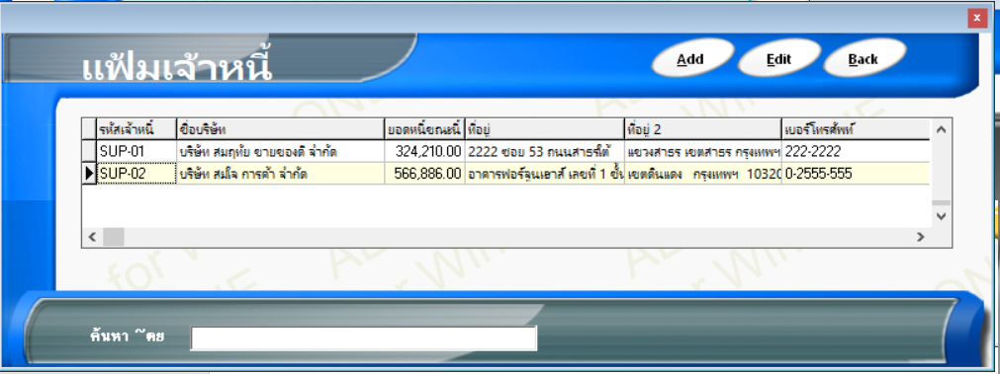 x
แฟ้มเจ้าหนี้
Add Edit Back
รหัสเจ้าหนี้ ชื่อบริษัท ยอดหนี้ขณะนี้ ที่อยู่ ที่อยู่ 2 เบอร์โทรศัพท์
SUP-01 บริษัท สมฤทัย ขายของดี จำกัด 324,210.00 2222 ซอย 53 ถนนสาธรใต้ แขวงสาธร เขตสาธร กรุงเทพฯ 222-2222
SUP-02 บริษัท สมใจ การค้า จำกัด 566,886.00 อาคารฟอร์จูนเฮาส์ เลขที่ 1 ชั้น เขตดินแดง กรุงเทพฯ 10320 0-2555-555
ค้นหา ~ตย